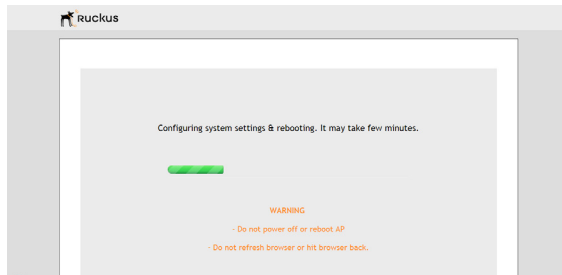 Ruckus
Configuring system settings & rebooting. It may take few minutes.
WARNING
- Do not power off or reboot AP
- Do not refresh browser or hit browser back.